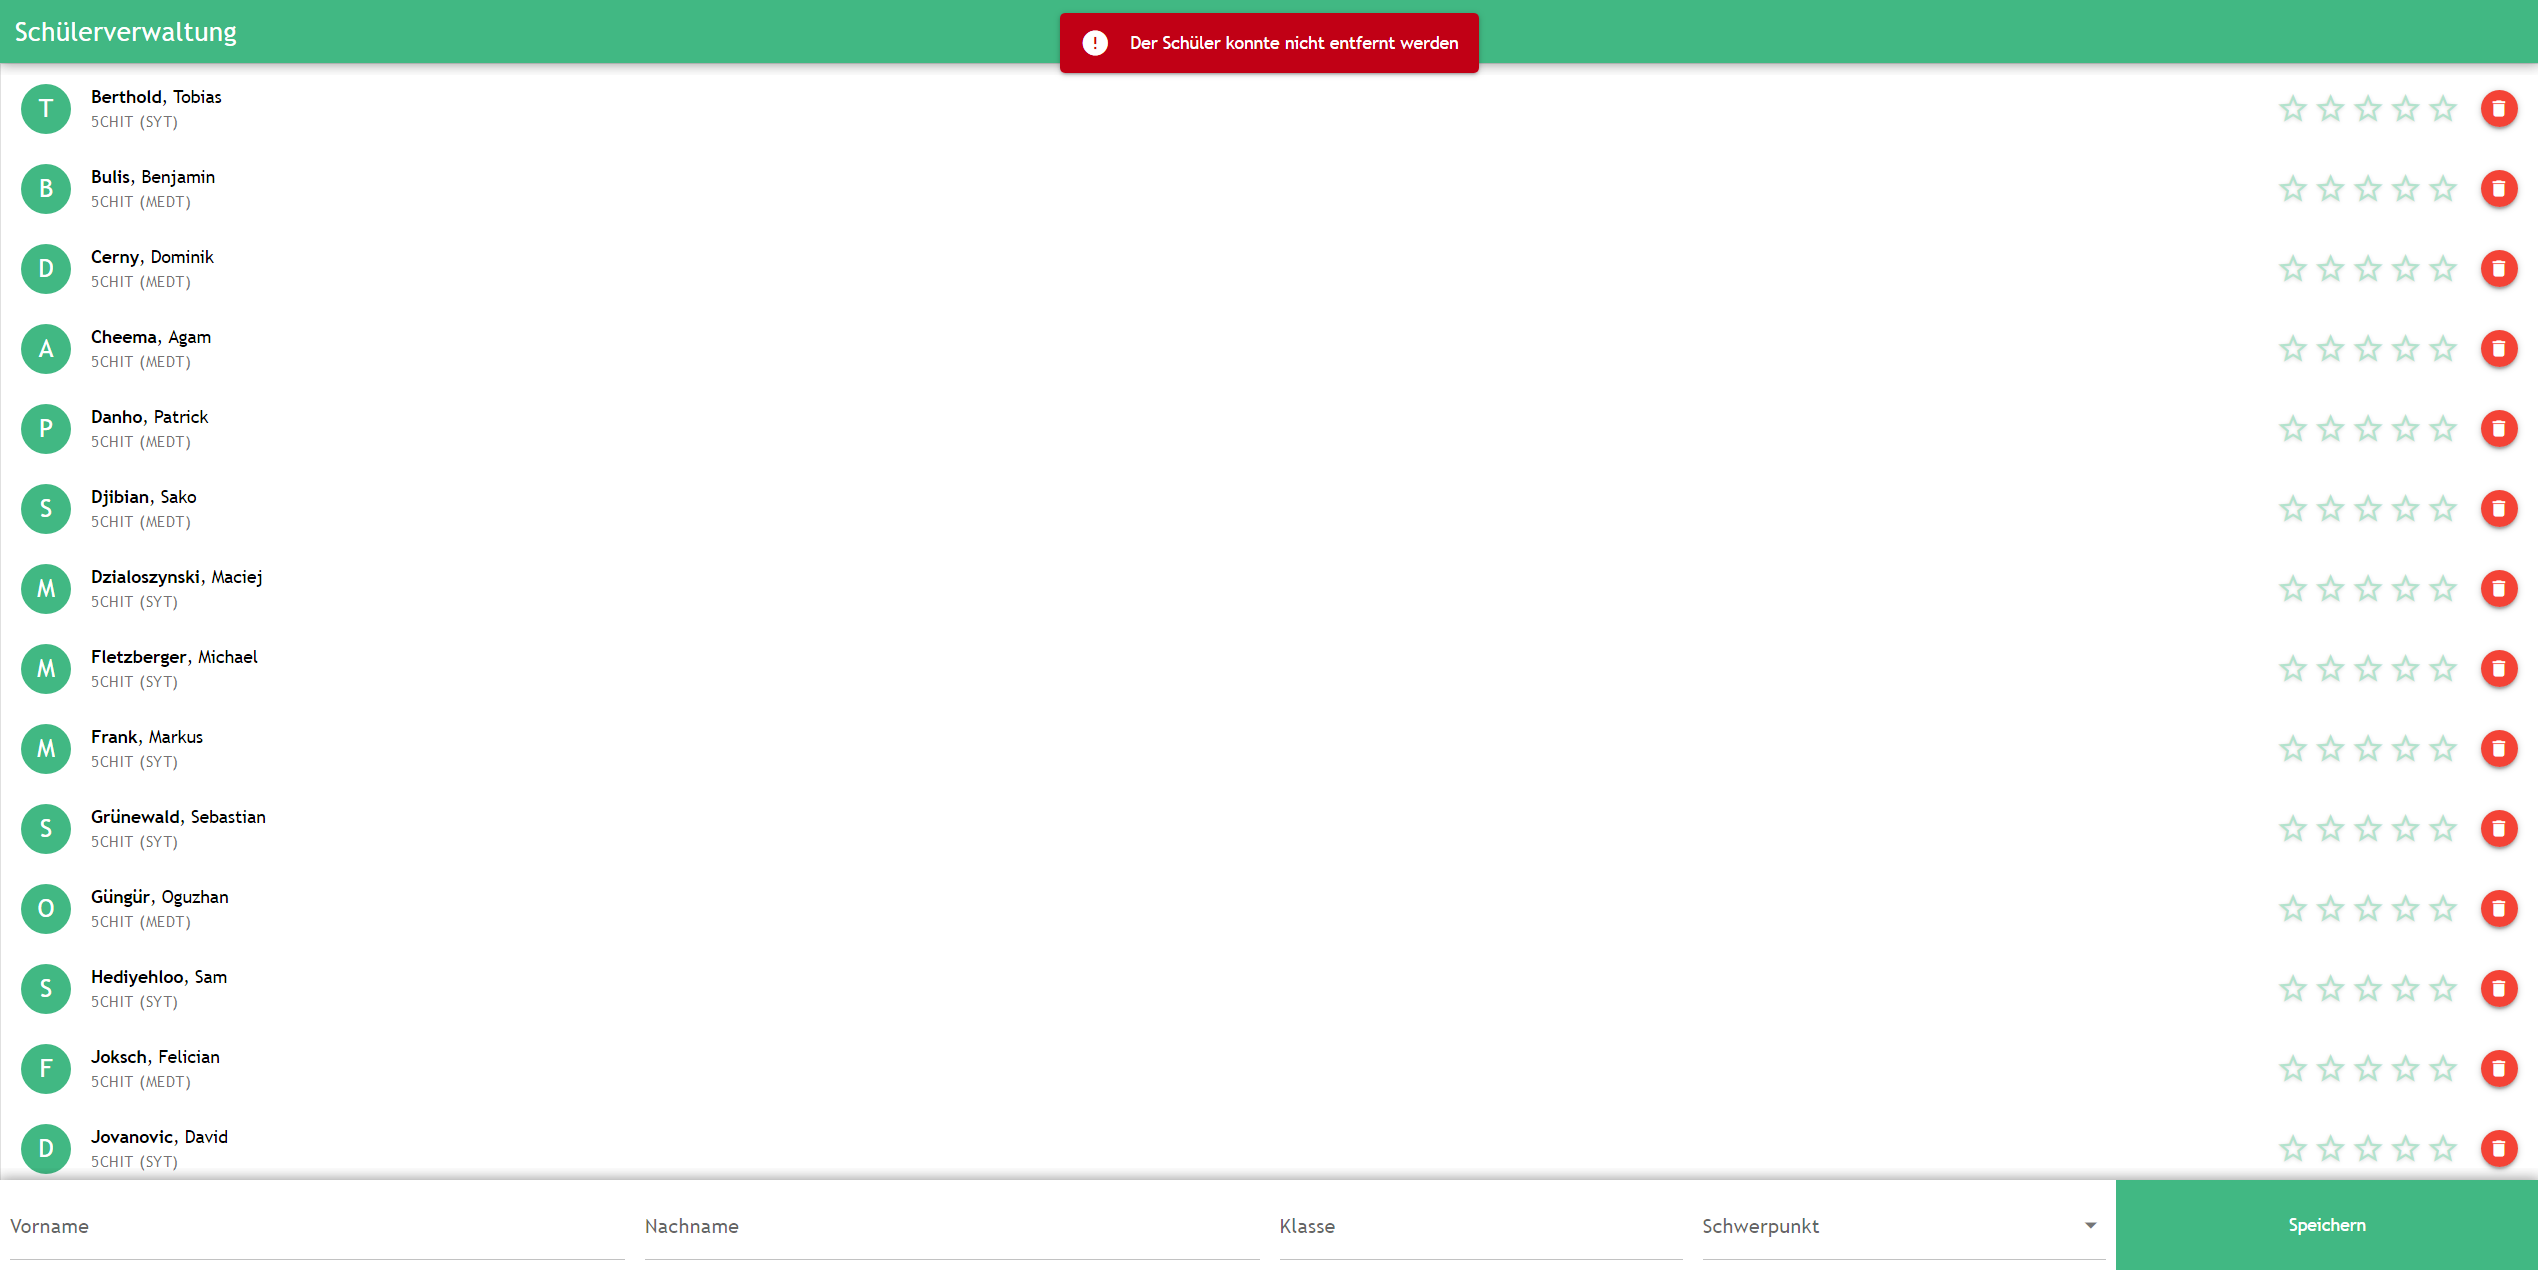 Schülerverwaltung
! Der Schüler konnte nicht entfernt werden
T Berthold, Tobias
5CHIT (SYT)
B Bulis, Benjamin
5CHIT (MEDT)
D Cerny, Dominik
5CHIT (MEDT)
A Cheema, Agam
5CHIT (MEDT)
P Danho, Patrick
5CHIT (MEDT)
S Djibian, Sako
5CHIT (MEDT)
M Dzialoszynski, Maciej
5CHIT (SYT)
M Fletzberger, Michael
5CHIT (SYT)
M Frank, Markus
5CHIT (SYT)
S Grünewald, Sebastian
5CHIT (SYT)
O Güngür, Oguzhan
5CHIT (MEDT)
S Hediyehloo, Sam
5CHIT (SYT)
F Joksch, Felician
5CHIT (MEDT)
D Jovanovic, David
5CHIT (SYT)
Vorname Nachname Klasse Schwerpunkt Speichern